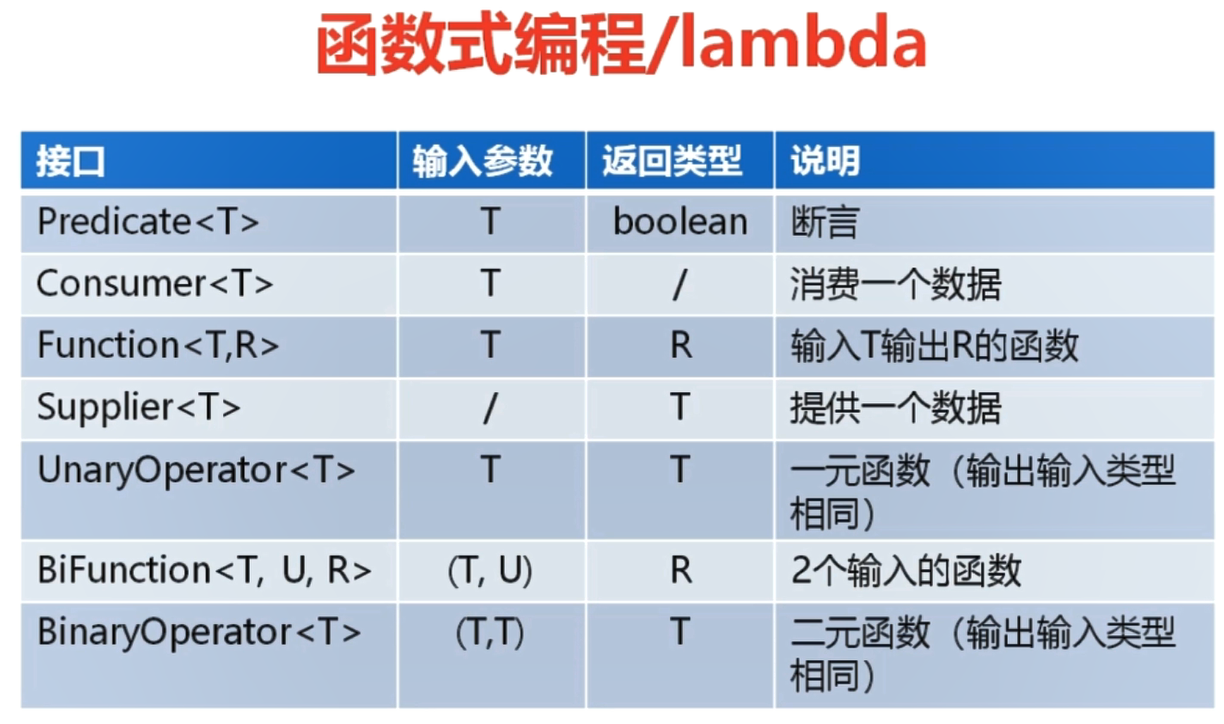 函数式编程/lambda
接口 输入参数 返回类型 说明
Predicate<T> T boolean 断言
Consumer<T> T / 消费一个数据
Function<T,R> T R 输入T输出R的函数
Supplier<T> / T 提供一个数据
UnaryOperator<T> T T 一元函数（输出输入类型
相同）
BiFunction<T, U, R> (T, U) R 2个输入的函数
BinaryOperator<T> (T,T) T 二元函数（输出输入类型
相同）